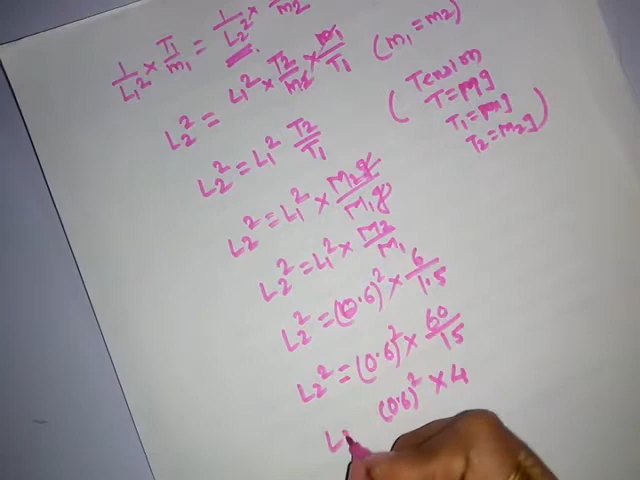 1/L₁² × T₁/m₁ = 1/L₂² × /m₂
L₂² = L₁² × T₂/m₂ × m₁/T₁ (m₁ = m₂)
L₂² = L₁² T₂/T₁
(Tension
T = Mg
T₁ = M₁g
T₂ = M₂g)
L₂² = L₁² × M₂g/M₁g
L₂² = L₁² × M₂/M₁
L₂² = (0.6)² × 6/1.5
L₂² = (0.6)² × 60/15
(0.6)² × 4
L